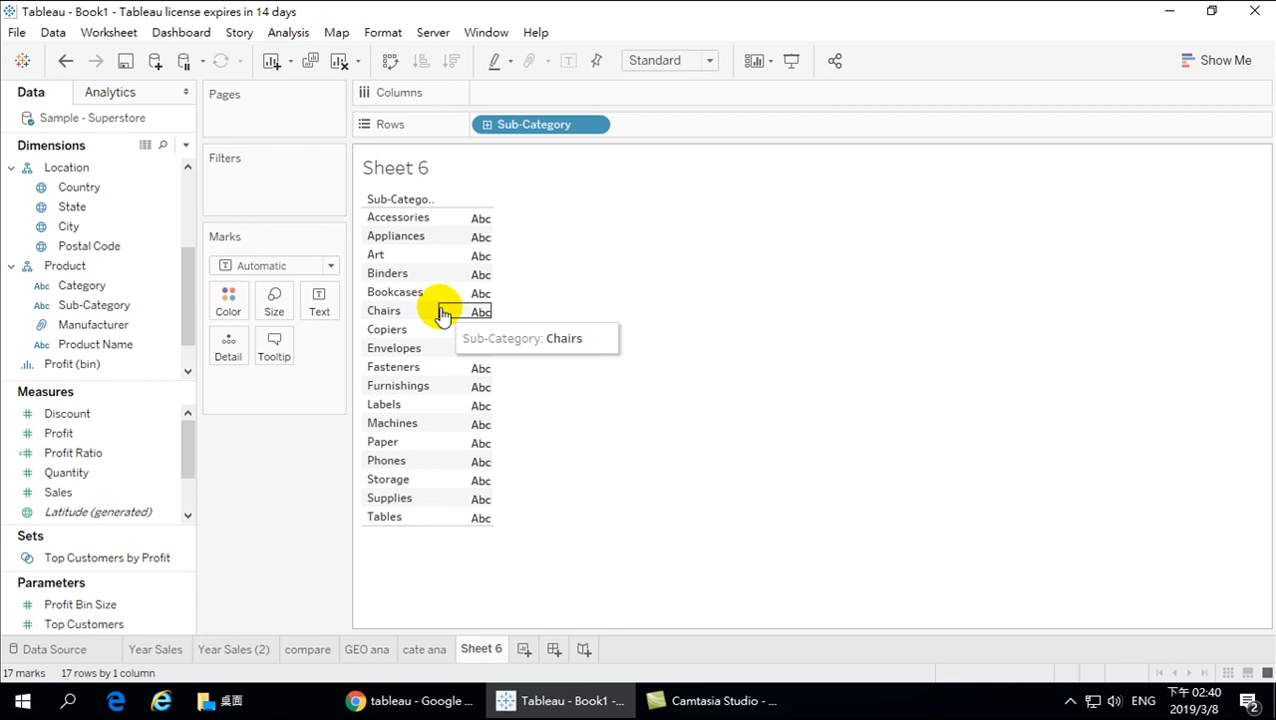 Tableau - Book1 - Tableau license expires in 14 days
File Data Worksheet Dashboard Story Analysis Map Format Server Window Help
Standard
Show Me
Data Analytics
Sample - Superstore
Dimensions
Location
Country
State
City
Postal Code
Product
Category
Sub-Category
Manufacturer
Product Name
Profit (bin)
Measures
Discount
Profit
Profit Ratio
Quantity
Sales
Latitude (generated)
Sets
Top Customers by Profit
Parameters
Profit Bin Size
Top Customers
Pages
Filters
Marks
Automatic
Color Size Text
Detail Tooltip
Columns
Rows Sub-Category
Sheet 6
Sub-Catego..
Accessories Abc
Appliances Abc
Art Abc
Binders Abc
Bookcases Abc
Chairs Abc
Copiers
Sub-Category: Chairs
Envelopes
Fasteners Abc
Furnishings Abc
Labels Abc
Machines Abc
Paper Abc
Phones Abc
Storage Abc
Supplies Abc
Tables Abc
Data Source Year Sales Year Sales (2) compare GEO ana cate ana Sheet 6
17 marks 17 rows by 1 column
桌面 tableau - Google ... Tableau - Book1 -... Camtasia Studio - ... ENG 下午 02:40
2019/3/8 2